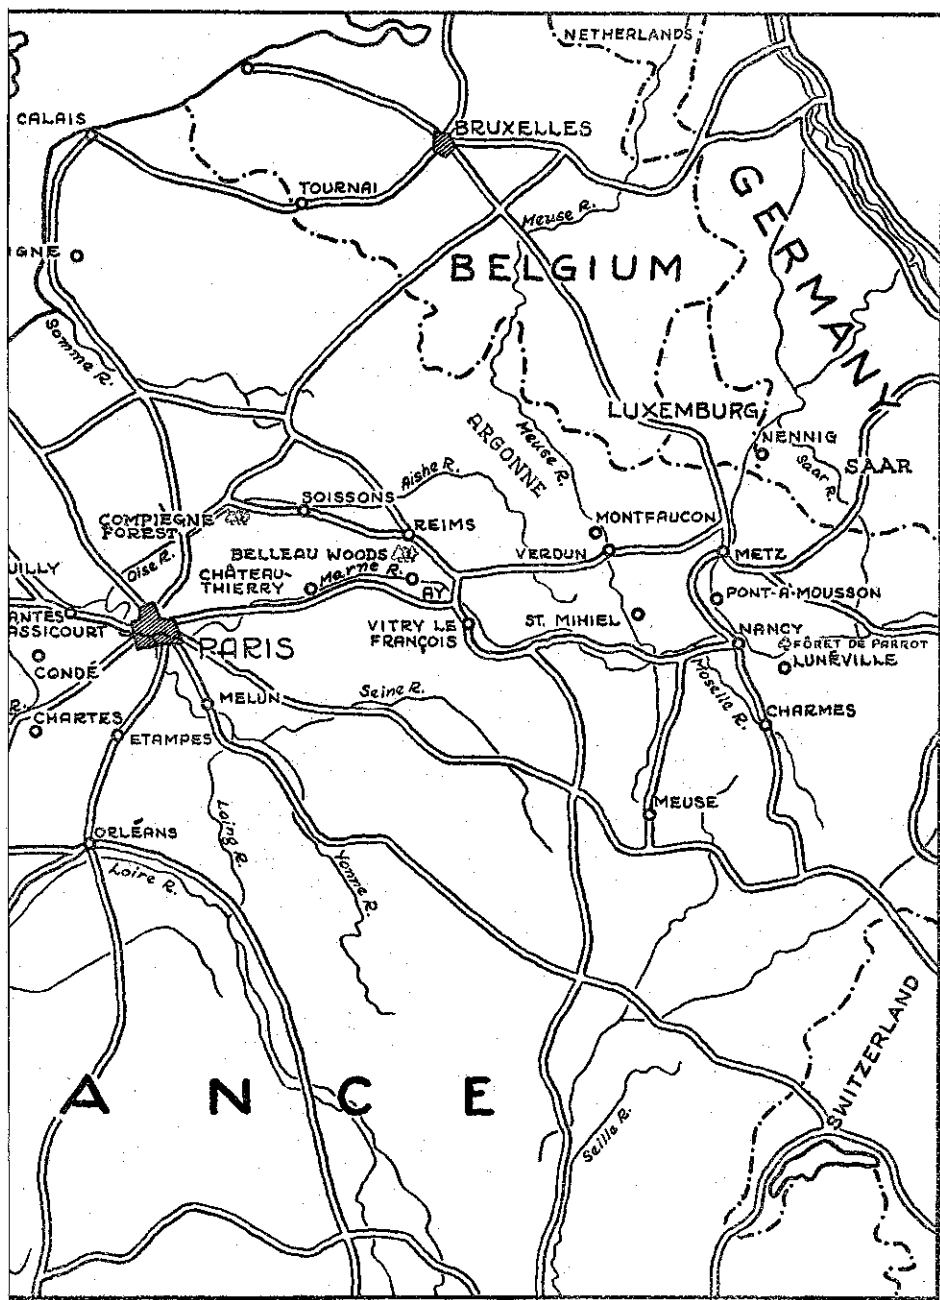 NETHERLANDS
CALAIS
BRUXELLES
TOURNAI
Meuse R.
GERMANY
IGNE
BELGIUM
Somme R.
LUXEMBURG
NENNIG
Saar R.
SAAR
ARGONNE
Meuse R.
Aishe R.
SOISSONS
COMPIEGNE
FOREST
REIMS
MONTFAUCON
VERDUN
METZ
BELLEAU WOODS
Oise R.
UILLY
CHÂTEAU-
THIERRY
Marne R.
AY
PONT-A-MOUSSON
ANTES
ASSICOURT
PARIS
VITRY LE
FRANÇOIS
ST. MIHIEL
NANCY
FÔRET DE PARROT
LUNÉVILLE
CONDÉ
Moselle R.
Seine R.
MELUN
R.
CHARTES
ETAMPES
CHARMES
MEUSE
ORLÉANS
Loing R.
Yonne R.
Loire R.
SWITZERLAND
ANCE
Seille R.